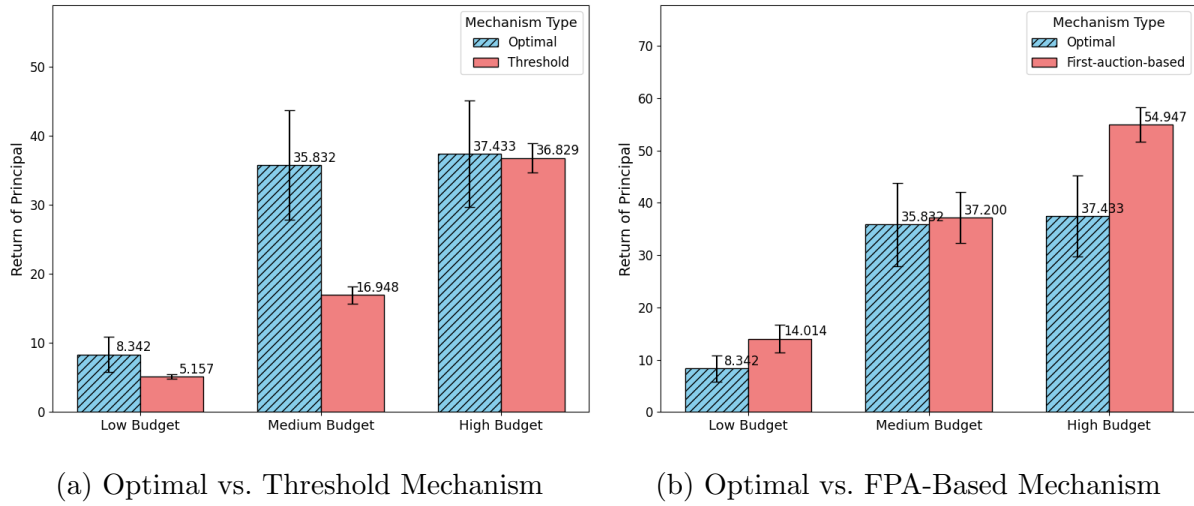 Mechanism Type
Optimal
Threshold
Return of Principal
50
40
30
20
10
0
8.342
5.157
35.832
16.948
37.433
36.829
Low Budget
Medium Budget
High Budget
(a) Optimal vs. Threshold Mechanism
Mechanism Type
Optimal
First-auction-based
Return of Principal
70
60
50
40
30
20
10
0
8.342
14.014
35.832
37.200
37.433
54.947
Low Budget
Medium Budget
High Budget
(b) Optimal vs. FPA-Based Mechanism